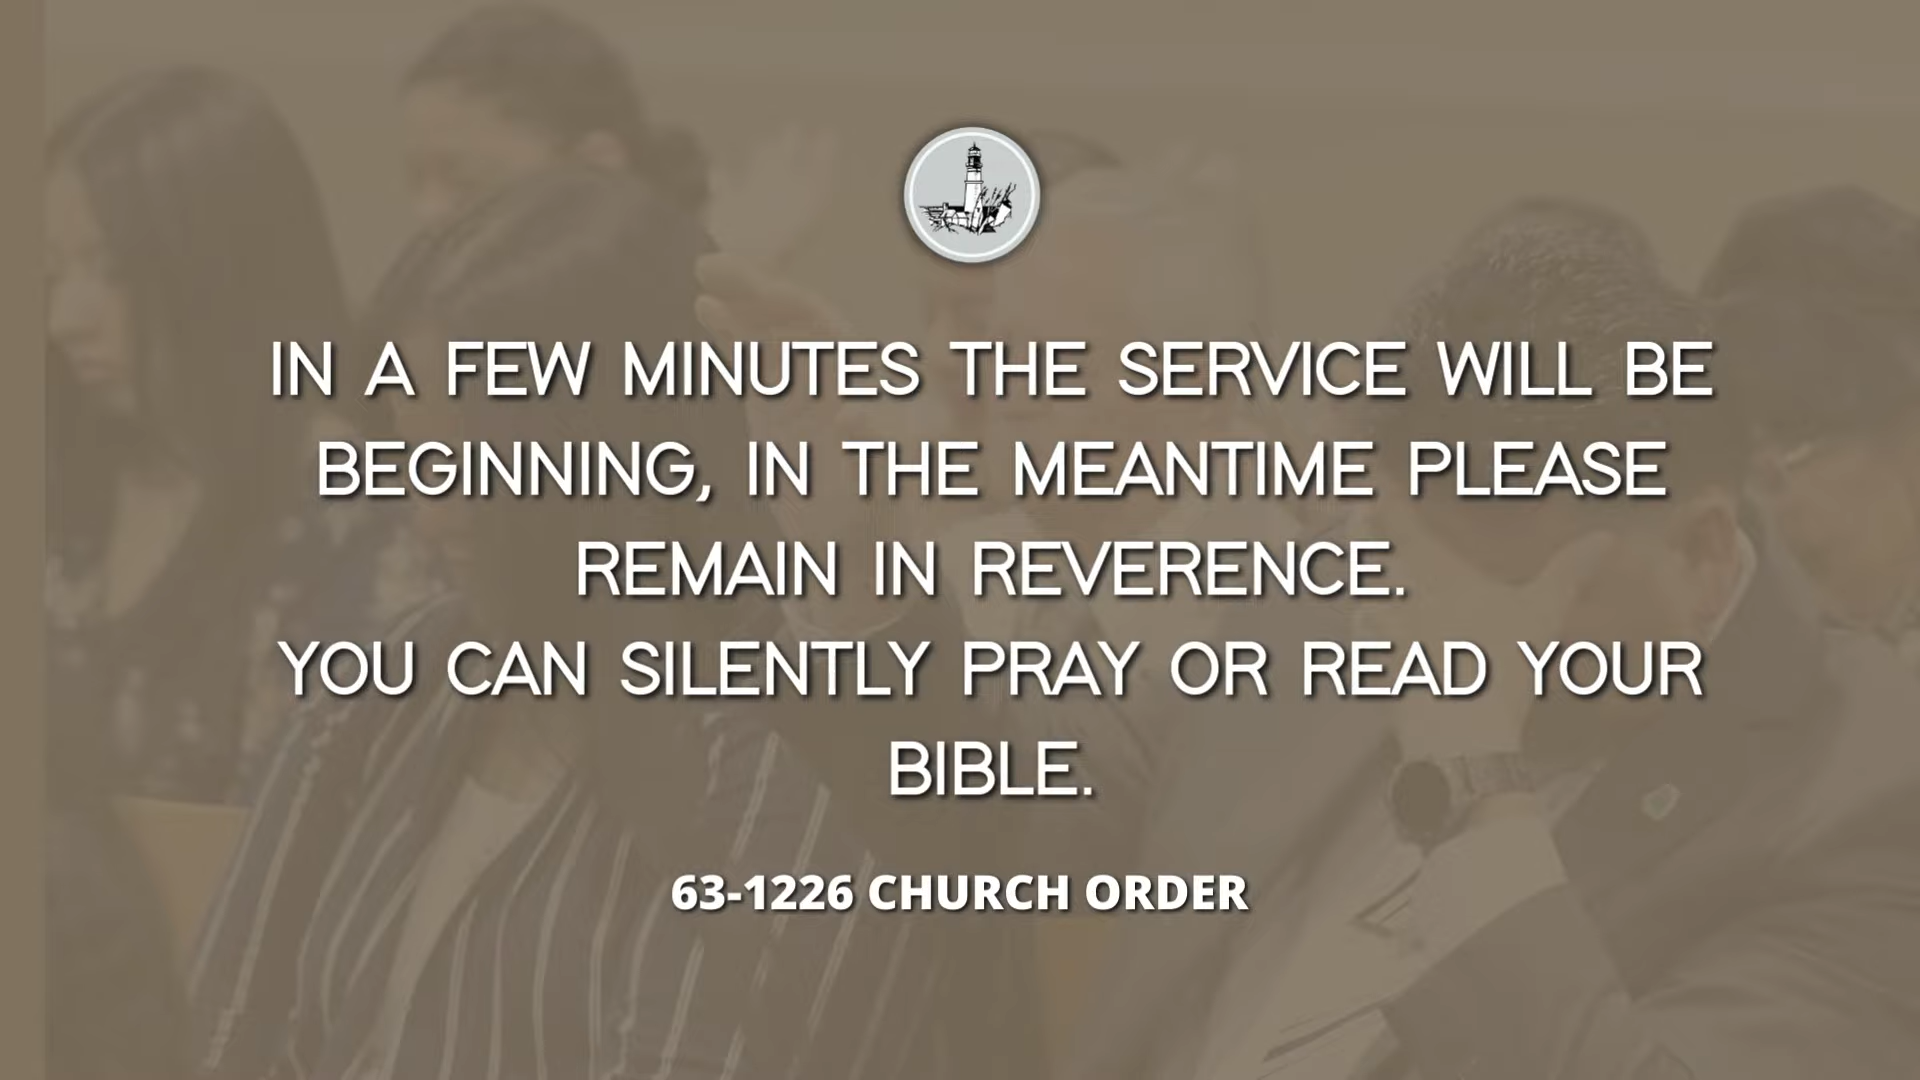 IN A FEW MINUTES THE SERVICE WILL BE
BEGINNING, IN THE MEANTIME PLEASE
REMAIN IN REVERENCE.
YOU CAN SILENTLY PRAY OR READ YOUR
BIBLE.
63-1226 CHURCH ORDER